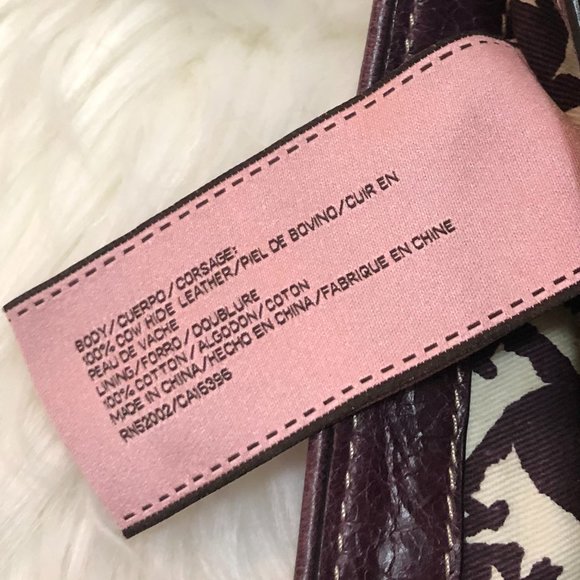 BODY/CUERPO/CORSAGE:
100% COW HIDE LEATHER/PIEL DE BOVINO/CUIR EN
PEAU DE VACHE
LINING/FORRO/DOUBLURE
100% COTTON/ALGODON/COTON
MADE IN CHINA/HECHO EN CHINA/FABRIQUE EN CHINE
RN52002/CA15395